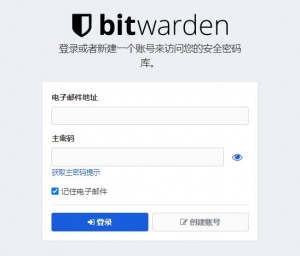 bitwarden
登录或者新建一个账号来访问您的安全密码
库。
电子邮件地址
主密码
获取主密码提示
记住电子邮件
登录
创建账号